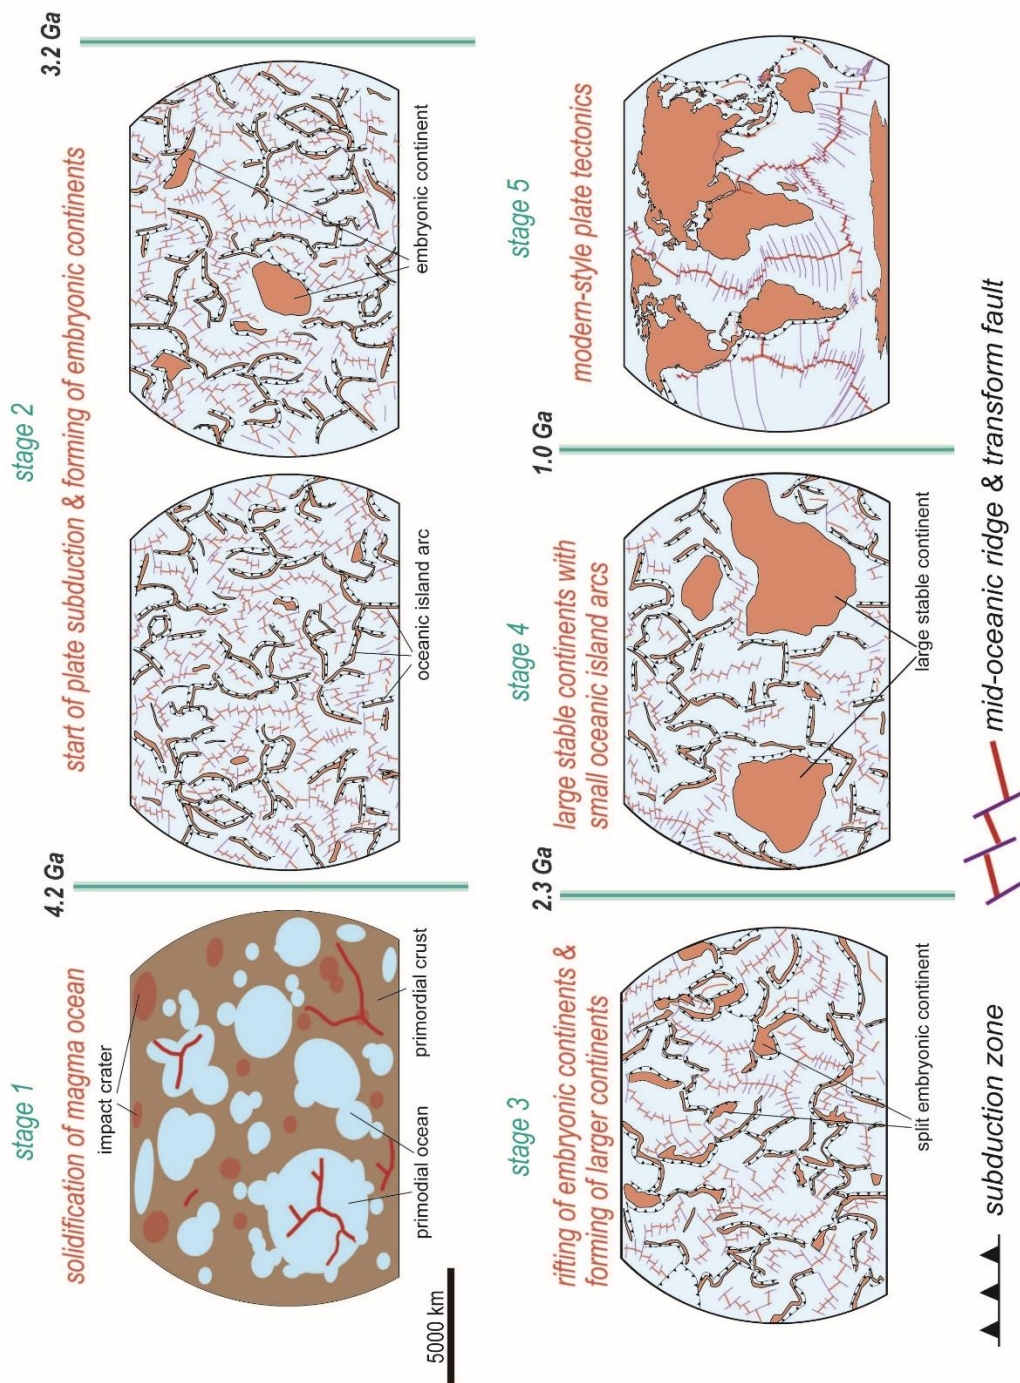 stage 1
solidification of magma ocean
impact crater
primodial ocean
primordial crust
5000 km
4.2 Ga
stage 2
start of plate subduction & forming of embryonic continents
oceanic island arc
embryonic continent
3.2 Ga
stage 3
rifting of embryonic continents &
forming of larger continents
split embryonic continent
2.3 Ga
stage 4
large stable continents with
small oceanic island arcs
large stable continent
1.0 Ga
stage 5
modern-style plate tectonics
subduction zone
mid-oceanic ridge & transform fault